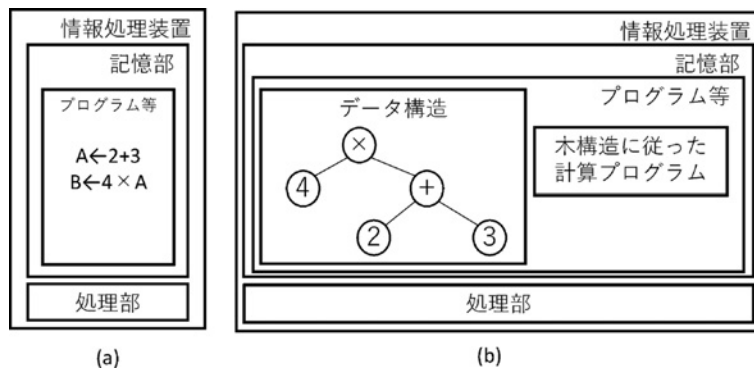 情報処理装置
記憶部
プログラム等
A←2+3
B←4×A
処理部
(a)
情報処理装置
記憶部
プログラム等
データ構造
×
4
+
2
3
木構造に従った
計算プログラム
処理部
(b)